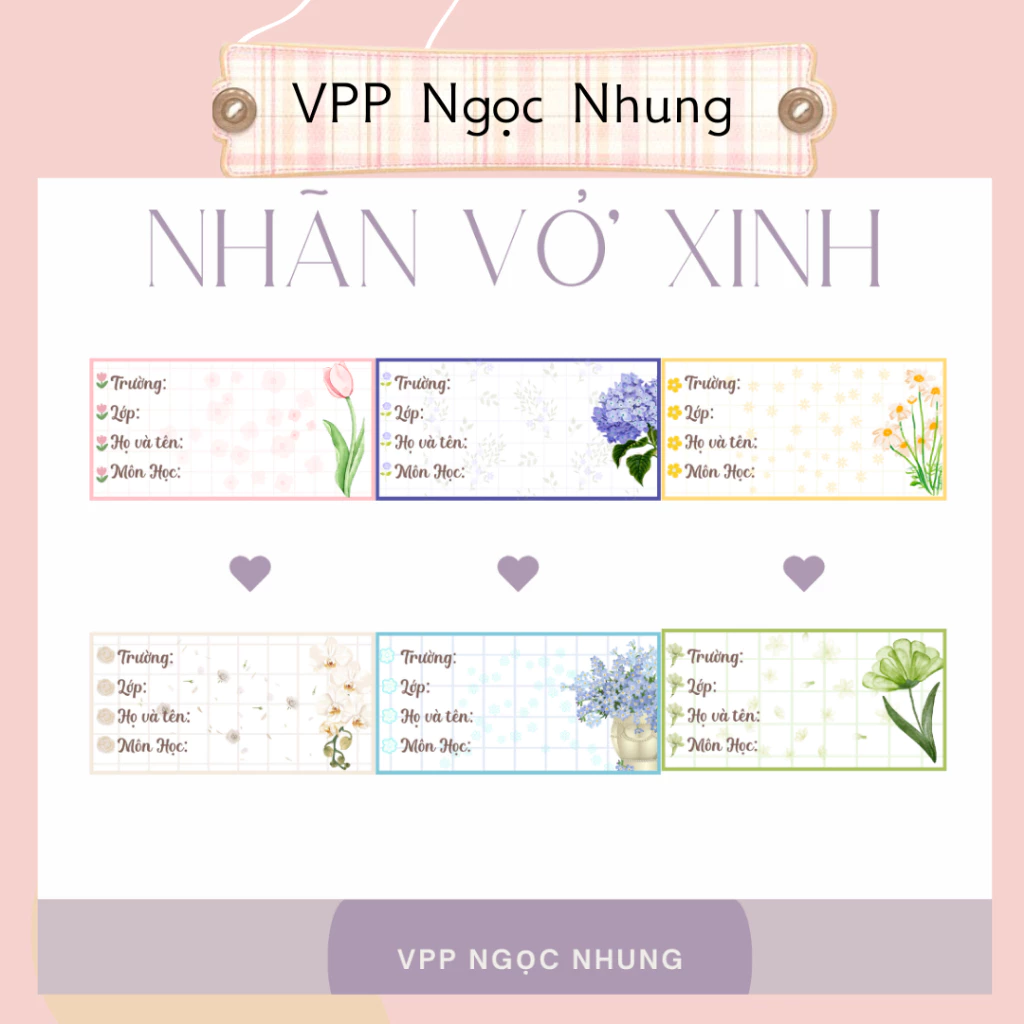 VPP Ngọc Nhung
NHÃN VỞ XINH
Trường:
Lớp:
Họ và tên:
Môn Học:
Trường:
Lớp:
Họ và tên:
Môn Học:
Trường:
Lớp:
Họ và tên:
Môn Học:
Trường:
Lớp:
Họ và tên:
Môn Học:
Trường:
Lớp:
Họ và tên:
Môn Học:
Trường:
Lớp:
Họ và tên:
Môn Học:
VPP NGỌC NHUNG